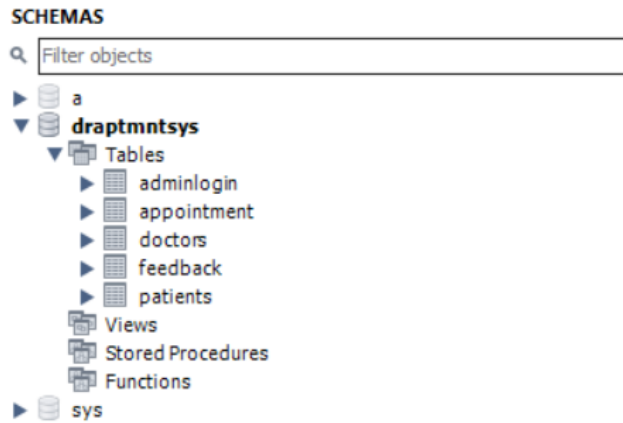 SCHEMAS
Filter objects
a
draptmntsys
Tables
adminlogin
appointment
doctors
feedback
patients
Views
Stored Procedures
Functions
sys